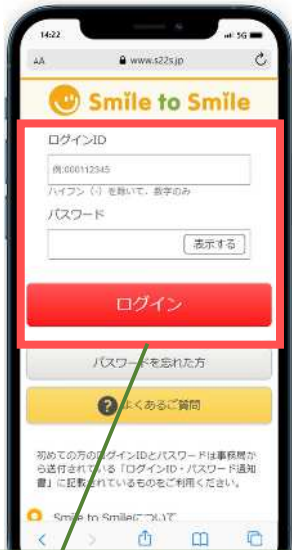 14:22
5G
AA
www.s22s.jp
Smile to Smile
ログインID
例:000112345
ハイフン（-）を除いて、数字のみ
パスワード
表示する
ログイン
パスワードを忘れた方
?よくあるご質問
初めての方のログインIDとパスワードは事務局か
ら送付されている「ログインID・パスワード通知
書」に記載されているものをご利用ください。
Smile to Smileについて